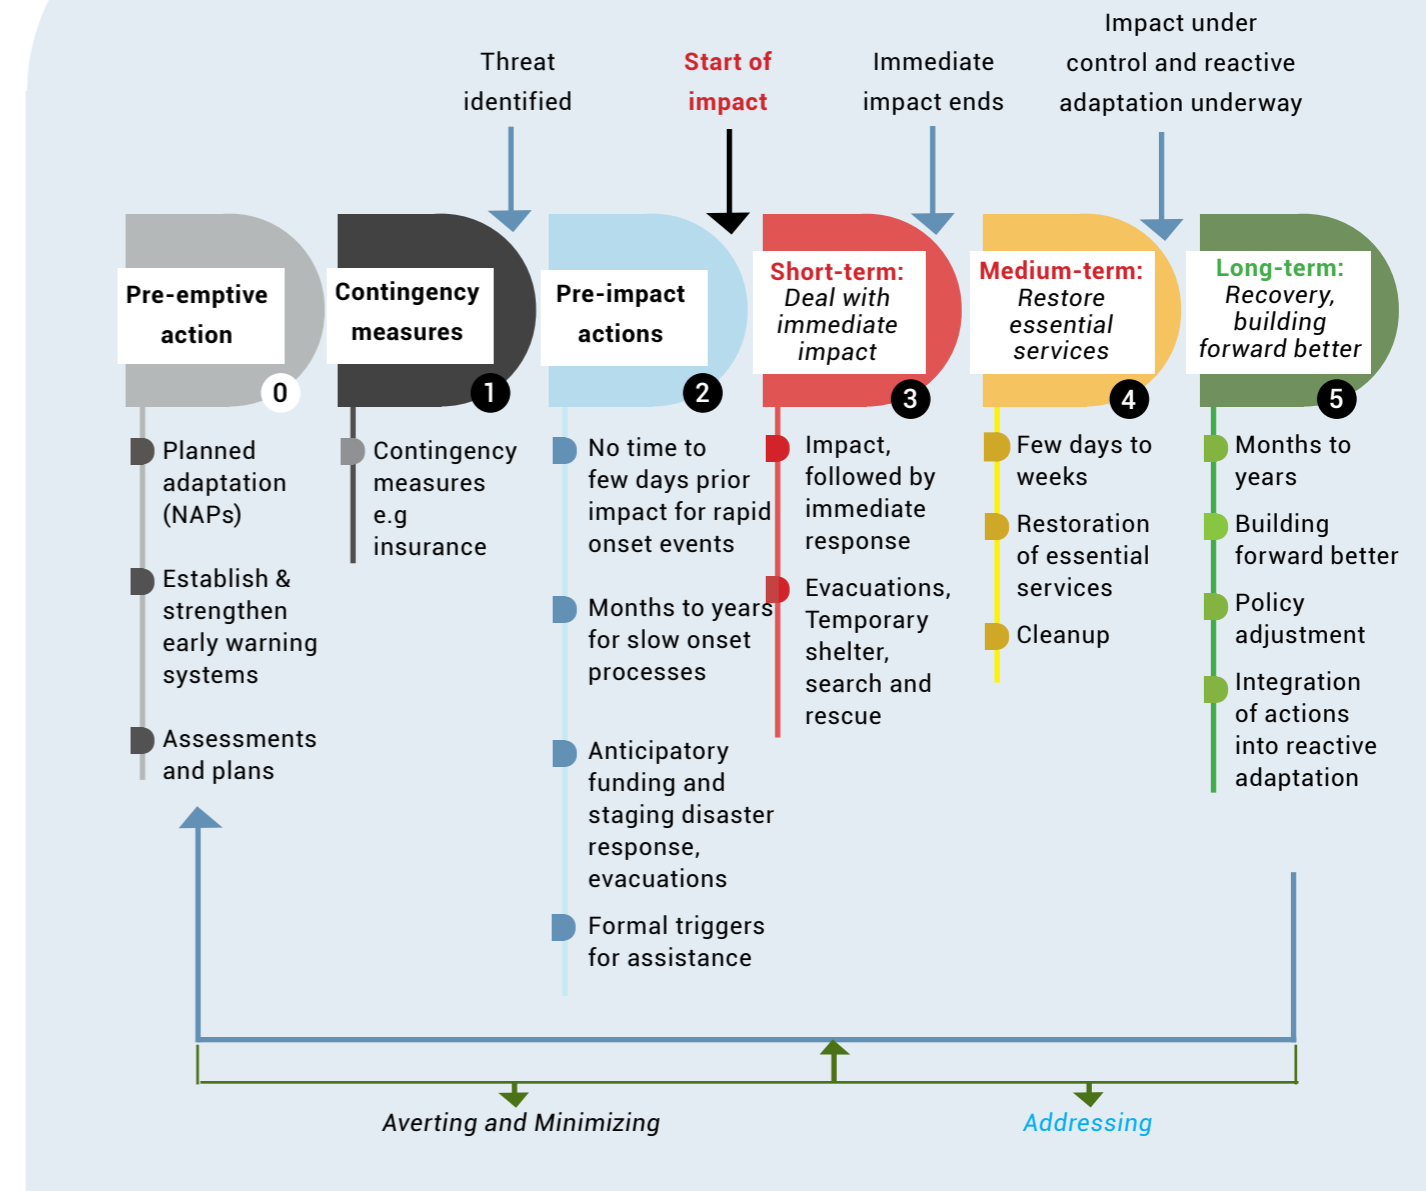 Threat
identified
Start of
impact
Immediate
impact ends
Impact under
control and reactive
adaptation underway
Pre-emptive
action
0
Contingency
measures
1
Pre-impact
actions
2
Short-term:
Deal with
immediate
impact
3
Medium-term:
Restore
essential
services
4
Long-term:
Recovery,
building
forward better
5
Planned
adaptation
(NAPs)
Establish &
strengthen
early warning
systems
Assessments
and plans
Contingency
measures
e.g
insurance
No time to
few days prior
impact for rapid
onset events
Months to years
for slow onset
processes
Anticipatory
funding and
staging disaster
response,
evacuations
Formal triggers
for assistance
Impact,
followed by
immediate
response
Evacuations,
Temporary
shelter,
search and
rescue
Few days to
weeks
Restoration
of essential
services
Cleanup
Months to
years
Building
forward better
Policy
adjustment
Integration
of actions
into reactive
adaptation
Averting and Minimizing
Addressing